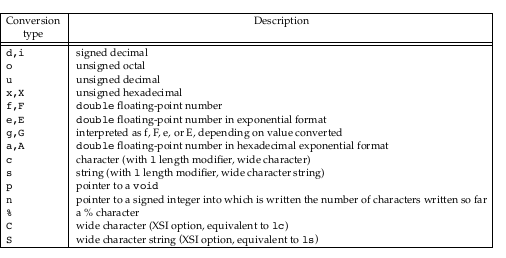 Conversion type Description
d,i signed decimal
o unsigned octal
u unsigned decimal
x,X unsigned hexadecimal
f,F double floating-point number
e,E double floating-point number in exponential format
g,G interpreted as f, F, e, or E, depending on value converted
a,A double floating-point number in hexadecimal exponential format
c character (with l length modifier, wide character)
s string (with l length modifier, wide character string)
p pointer to a void
n pointer to a signed integer into which is written the number of characters written so far
% a % character
C wide character (XSI option, equivalent to lc)
S wide character string (XSI option, equivalent to ls)